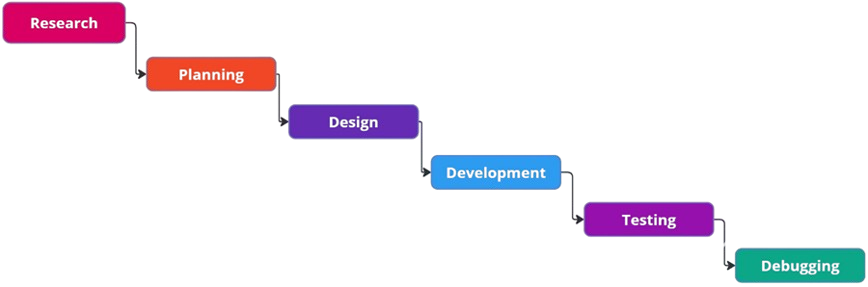 Research
Planning
Design
Development
Testing
Debugging